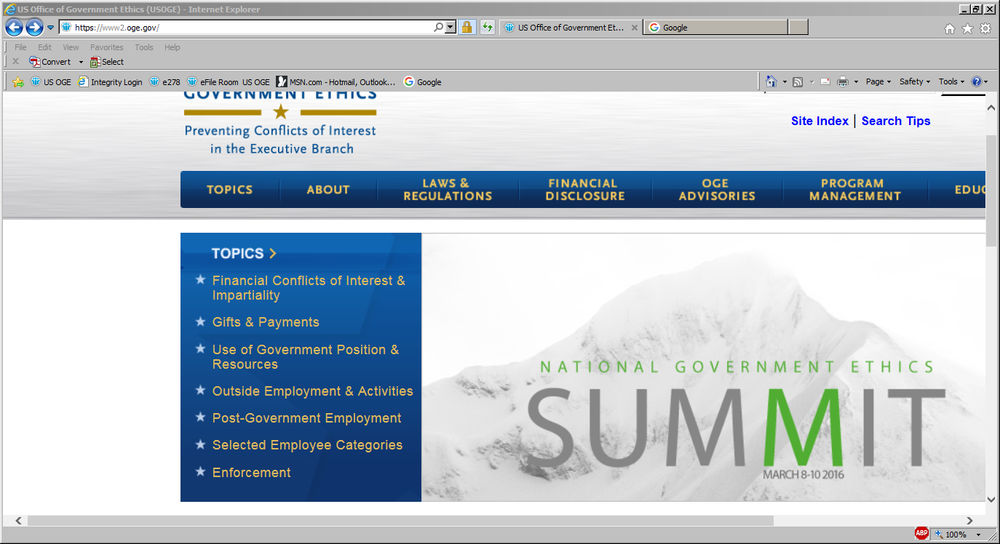 US Office of Government Ethics (USOGE) - Internet Explorer
https://www2.oge.gov/
US Office of Government Et...
Google
File Edit View Favorites Tools Help
Convert Select
US OGE Integrity Login e278 eFile Room US OGE MSN.com - Hotmail, Outlook... Google
Page Safety Tools
GOVERNMENT ETHICS
Preventing Conflicts of Interest
in the Executive Branch
Site Index | Search Tips
TOPICS
ABOUT
LAWS &
REGULATIONS
FINANCIAL
DISCLOSURE
OGE
ADVISORIES
PROGRAM
MANAGEMENT
EDUC
TOPICS >
Financial Conflicts of Interest &
Impartiality
Gifts & Payments
Use of Government Position &
Resources
Outside Employment & Activities
Post-Government Employment
Selected Employee Categories
Enforcement
NATIONAL GOVERNMENT ETHICS
SUMMIT
MARCH 8-10 2016
ABP
100%